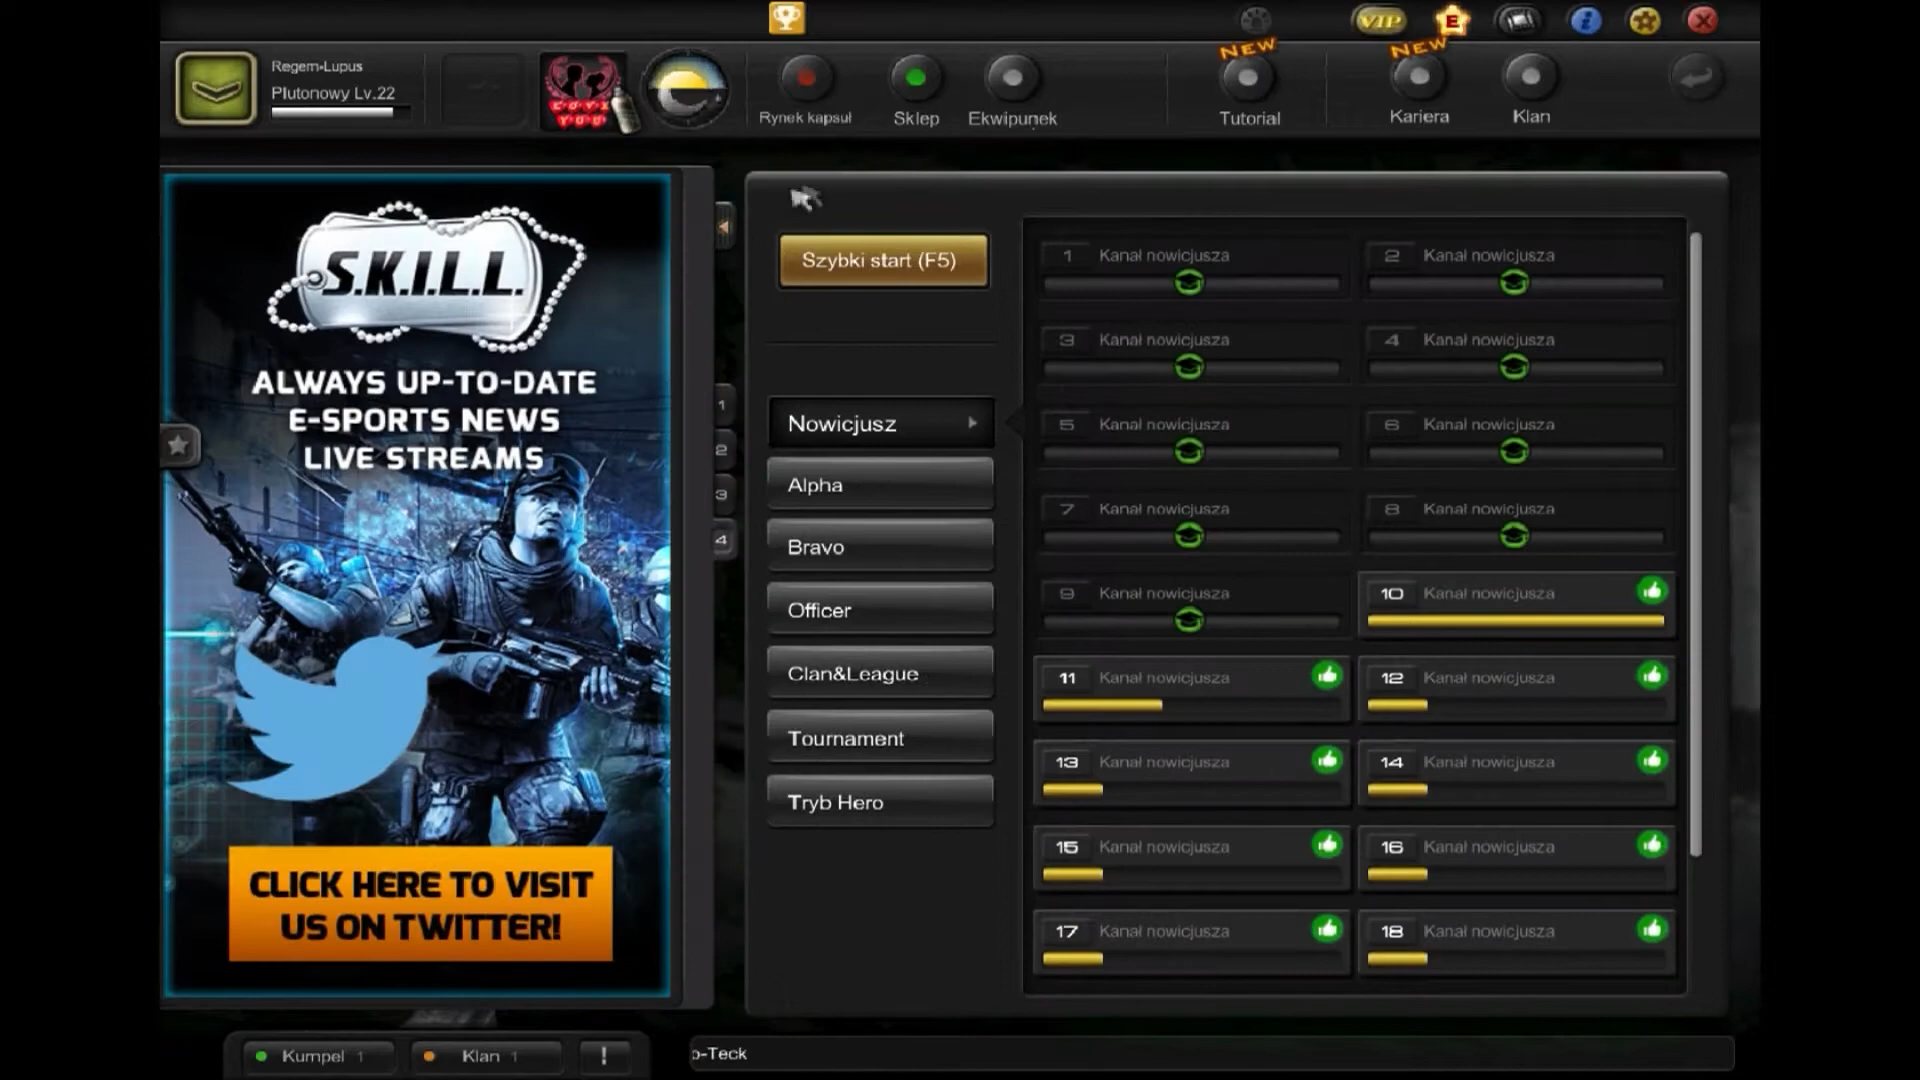 VIP
E
Regem-Lupus
Plutonowy Lv.22
LOVE
YOU
Rynek kapsuł
Sklep
Ekwipunek
NEW
Tutorial
NEW
Kariera
Klan
S.K.I.L.L.
ALWAYS UP-TO-DATE
E-SPORTS NEWS
LIVE STREAMS
CLICK HERE TO VISIT
US ON TWITTER!
1
2
3
4
Szybki start (F5)
Nowicjusz
Alpha
Bravo
Officer
Clan&League
Tournament
Tryb Hero
1 Kanał nowicjusza
2 Kanał nowicjusza
3 Kanał nowicjusza
4 Kanał nowicjusza
5 Kanał nowicjusza
6 Kanał nowicjusza
7 Kanał nowicjusza
8 Kanał nowicjusza
9 Kanał nowicjusza
10 Kanał nowicjusza
11 Kanał nowicjusza
12 Kanał nowicjusza
13 Kanał nowicjusza
14 Kanał nowicjusza
15 Kanał nowicjusza
16 Kanał nowicjusza
17 Kanał nowicjusza
18 Kanał nowicjusza
Kumpel 1
Klan 1
!
o-Teck